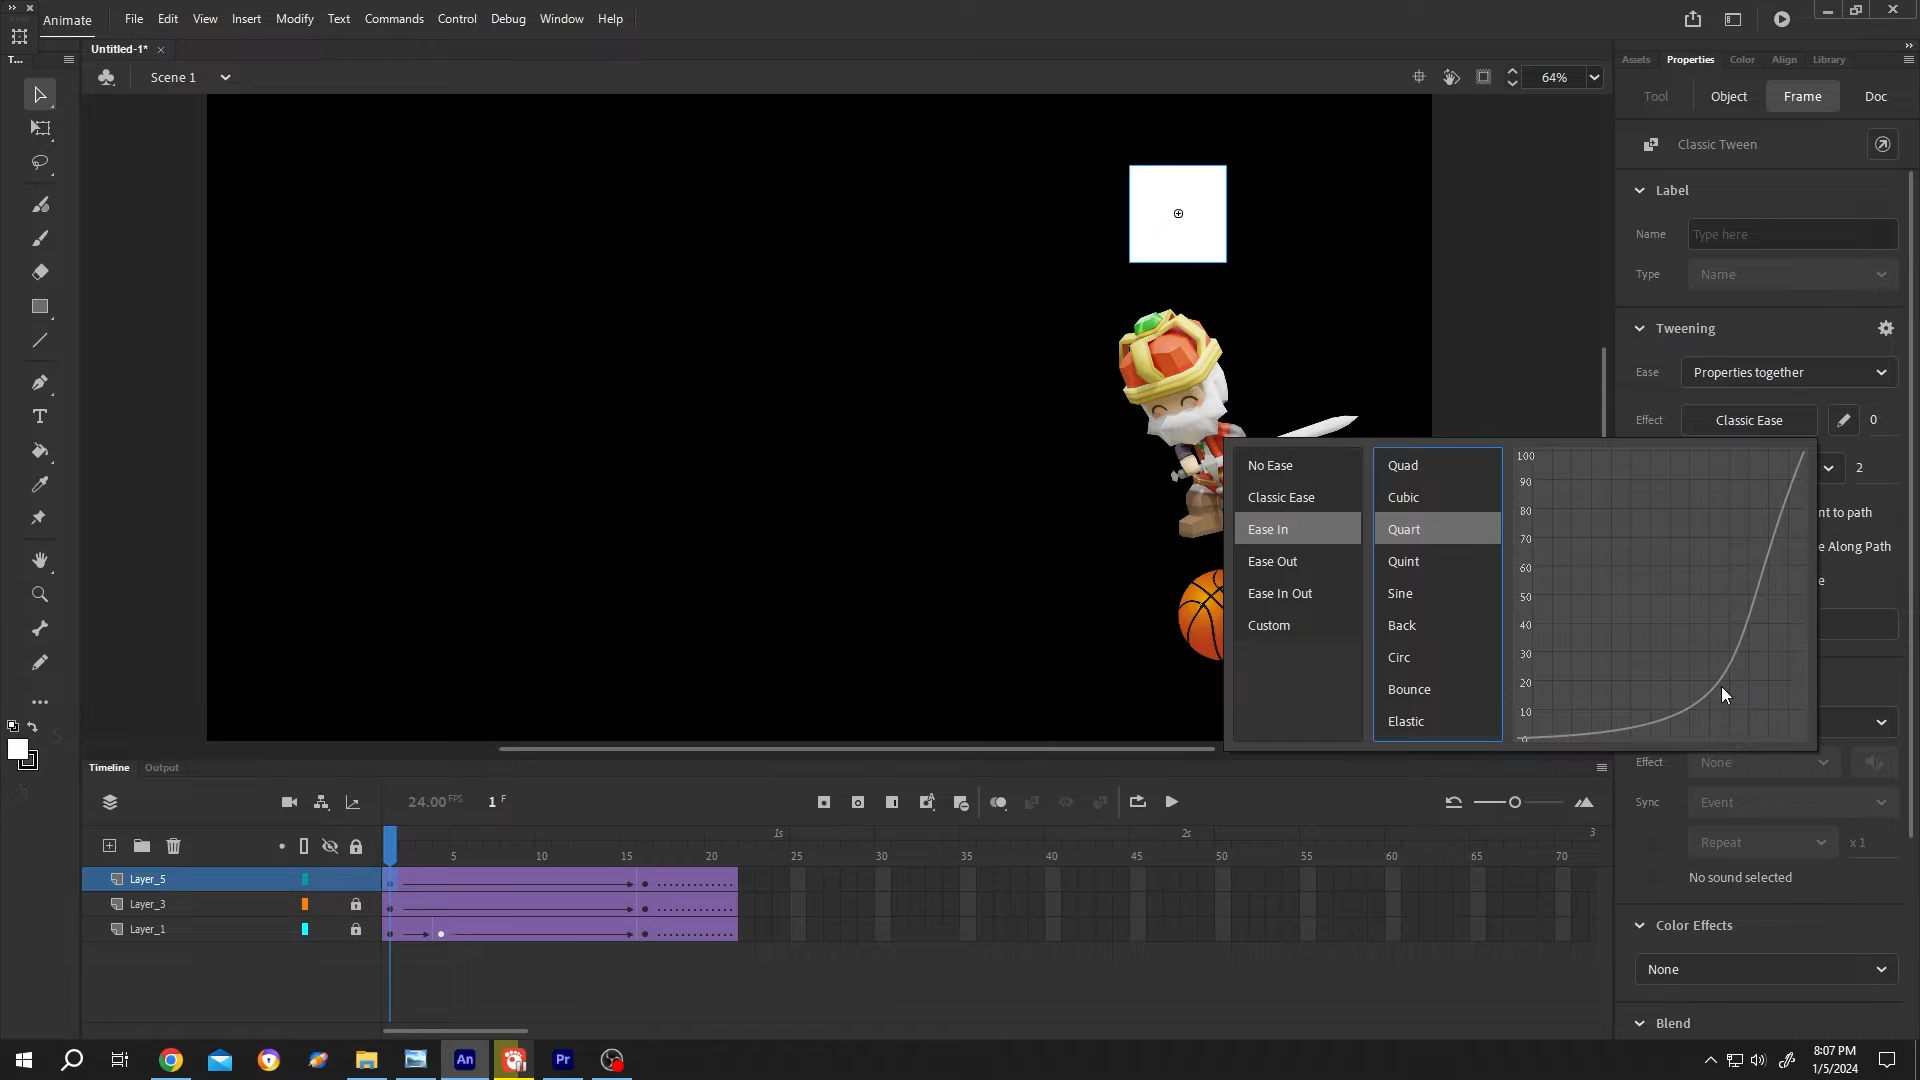 Animate File Edit View Insert Modify Text Commands Control Debug Window Help
Untitled-1*
Scene 1
64%
T...
Assets Properties Color Align Library
Tool Object Frame Doc
Classic Tween
Label
Name Type here
Type Name
Tweening
Ease Properties together
Effect Classic Ease 0
2
nt to path
e Along Path
e
No Ease
Classic Ease
Ease In
Ease Out
Ease In Out
Custom
Quad
Cubic
Quart
Quint
Sine
Back
Circ
Bounce
Elastic
100
90
80
70
60
50
40
30
20
10
0
Effect None
Sync Event
Repeat x 1
No sound selected
Color Effects
None
Blend
Timeline Output
24.00 FPS 1 F
1s 2s 3
5 10 15 20 25 30 35 40 45 50 55 60 65 70
Layer_5
Layer_3
Layer_1
An Pr
8:07 PM
1/5/2024